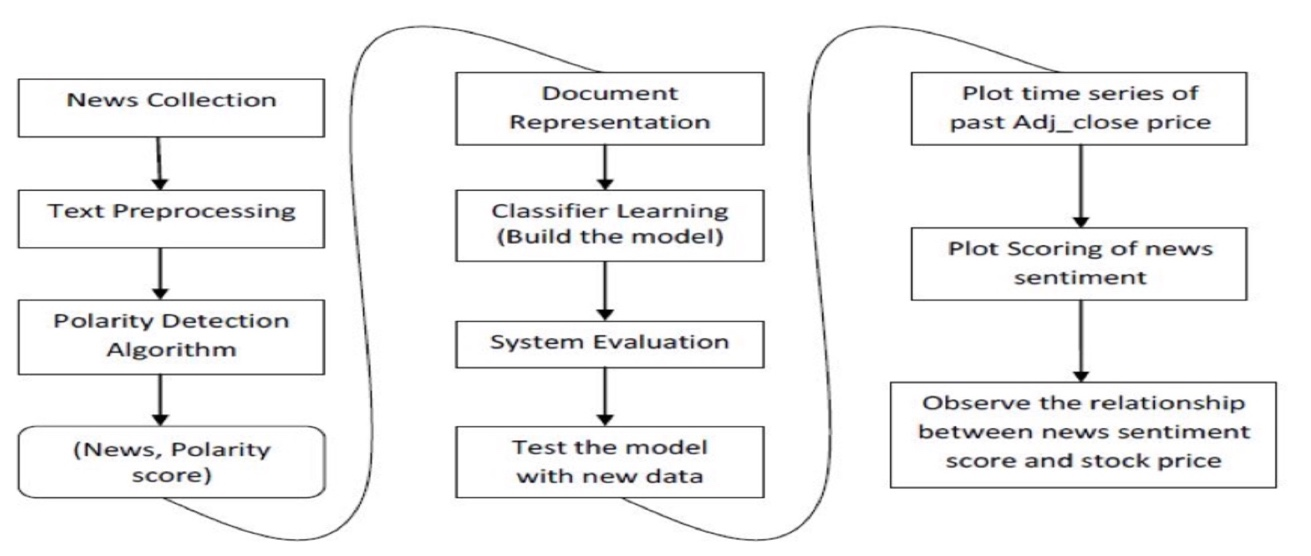 News Collection
Text Preprocessing
Polarity Detection
Algorithm
(News, Polarity
score)
Document
Representation
Classifier Learning
(Build the model)
System Evaluation
Test the model
with new data
Plot time series of
past Adj_close price
Plot Scoring of news
sentiment
Observe the relationship
between news sentiment
score and stock price